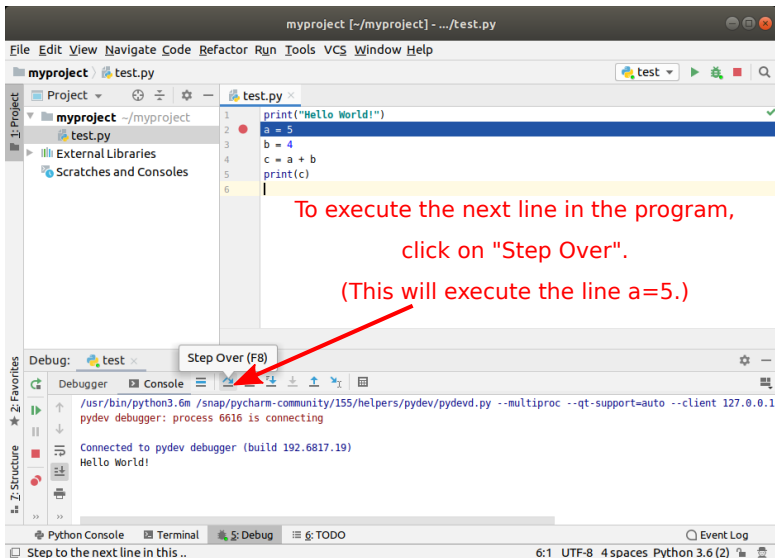 myproject [~/myproject] - .../test.py
File Edit View Navigate Code Refactor Run Tools VCS Window Help
myproject test.py test
1: Project Project test.py
myproject ~/myproject
test.py
External Libraries
Scratches and Consoles
1 print("Hello World!")
2 a = 5
3 b = 4
4 c = a + b
5 print(c)
6
To execute the next line in the program,
click on "Step Over".
(This will execute the line a=5.)
Step Over (F8)
Debug: test
Debugger Console
/usr/bin/python3.6m /snap/pycharm-community/155/helpers/pydev/pydevd.py --multiproc --qt-support=auto --client 127.0.0.1
pydev debugger: process 6616 is connecting
Connected to pydev debugger (build 192.6817.19)
Hello World!
2: Favorites
7: Structure
Python Console Terminal 5: Debug 6: TODO Event Log
Step to the next line in this .. 6:1 UTF-8 4 spaces Python 3.6 (2)